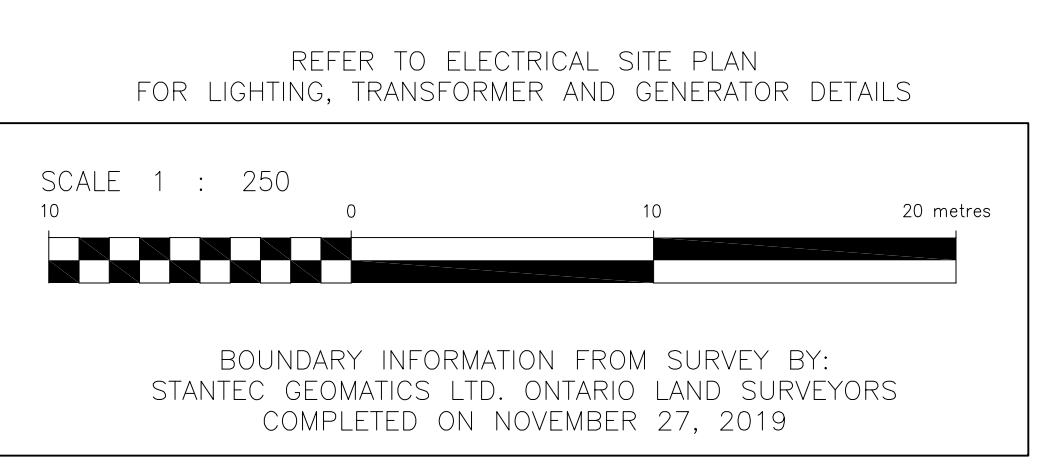 REFER TO ELECTRICAL SITE PLAN
FOR LIGHTING, TRANSFORMER AND GENERATOR DETAILS
SCALE 1 : 250
10 0 10 20 metres
BOUNDARY INFORMATION FROM SURVEY BY:
STANTEC GEOMATICS LTD. ONTARIO LAND SURVEYORS
COMPLETED ON NOVEMBER 27, 2019